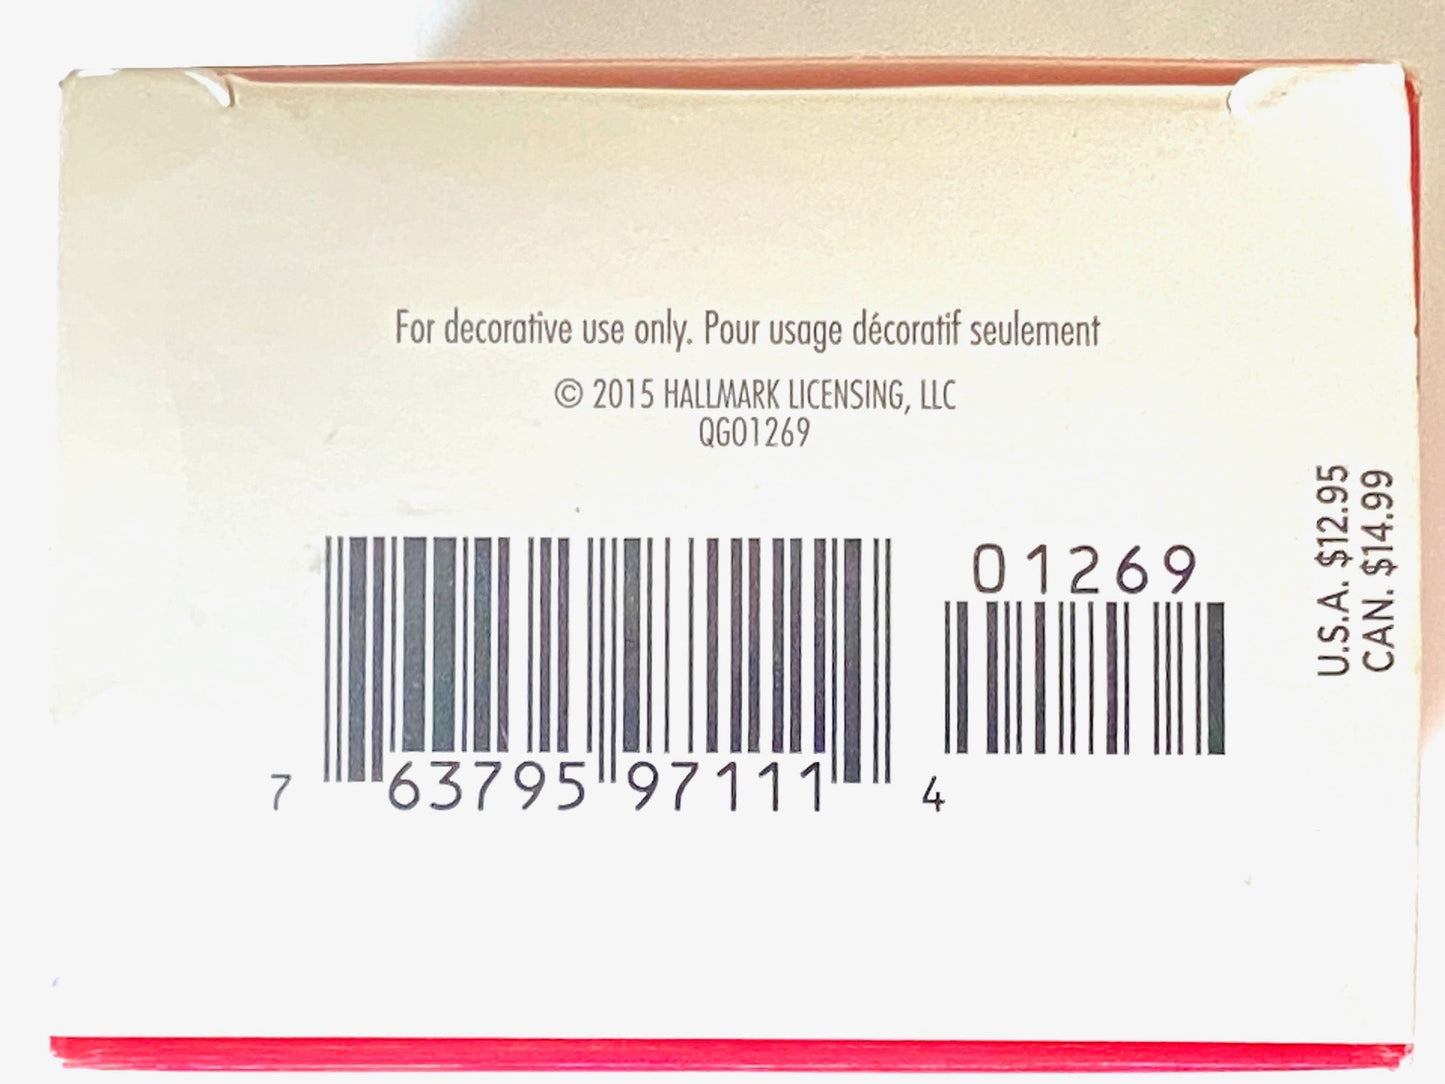 For decorative use only. Pour usage décoratif seulement
© 2015 HALLMARK LICENSING, LLC
QGO1269
01269
7 63795 97111 4
U.S.A. $12.95
CAN. $14.99